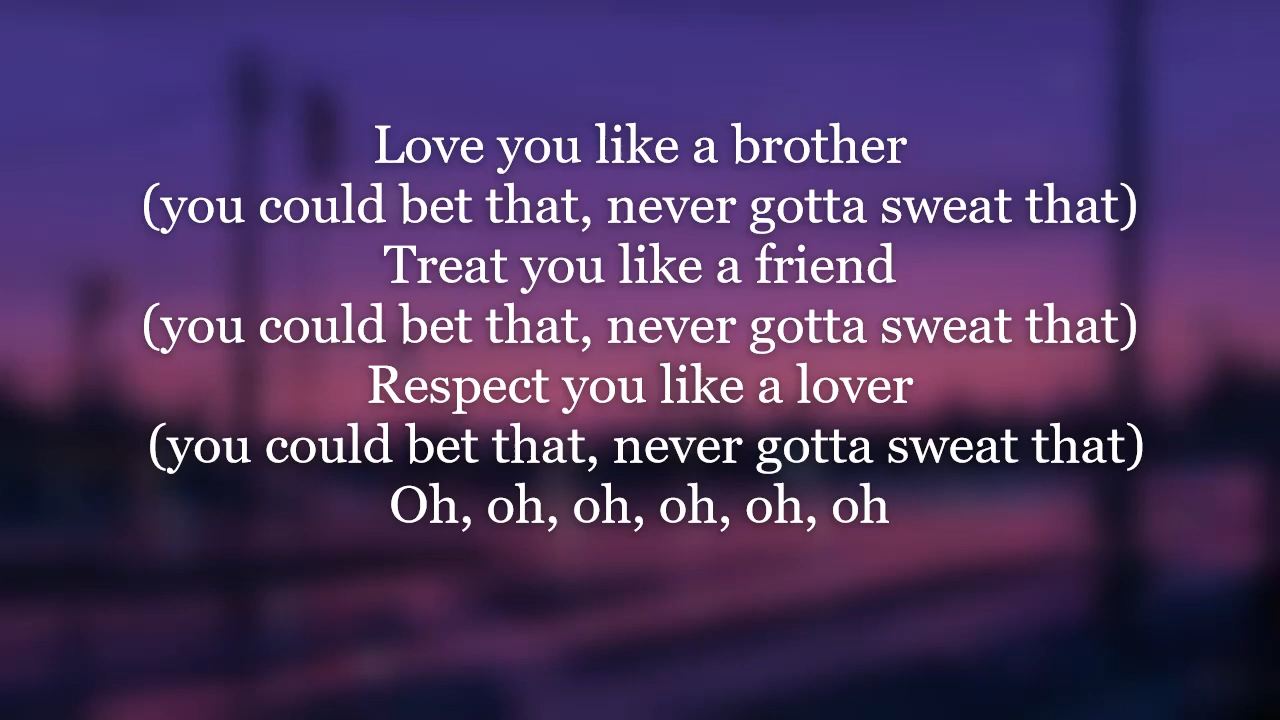 Love you like a brother
(you could bet that, never gotta sweat that)
Treat you like a friend
(you could bet that, never gotta sweat that)
Respect you like a lover
(you could bet that, never gotta sweat that)
Oh, oh, oh, oh, oh, oh